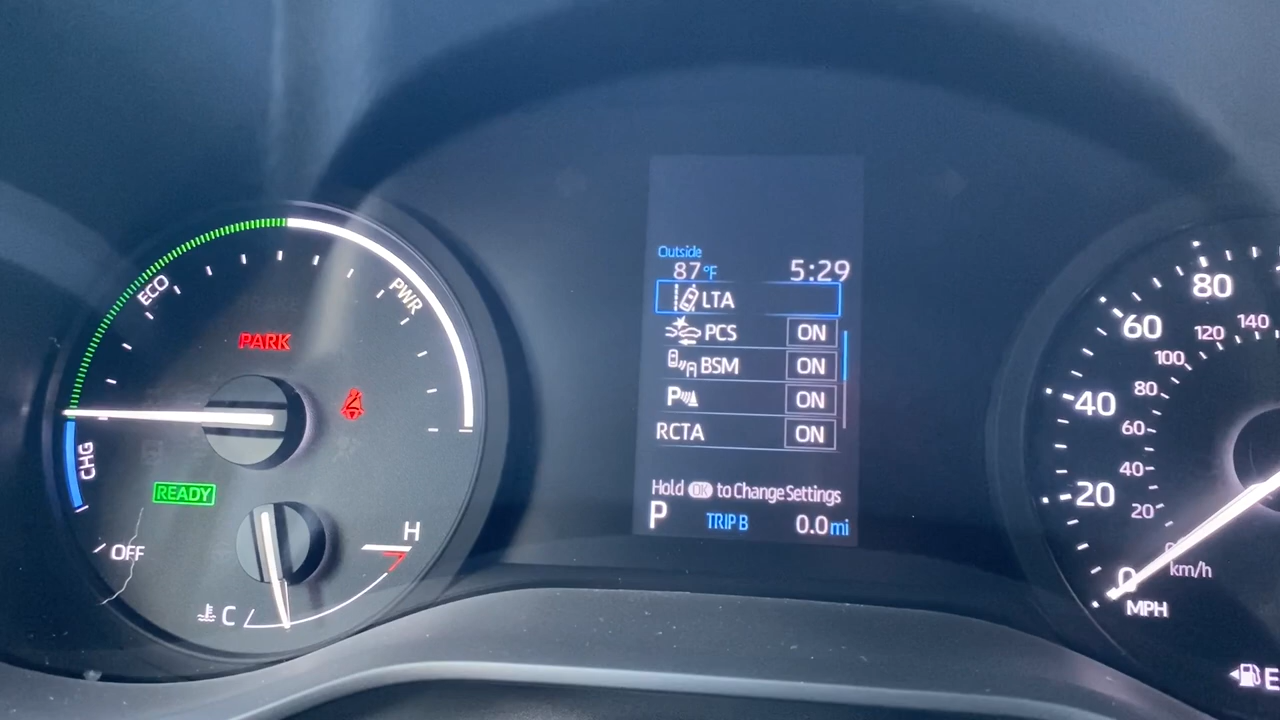 ECO
PWR
PARK
CHG
READY
OFF
H
C
Outside
87°F 5:29
LTA
PCS ON
BSM ON
P ON
RCTA ON
Hold OK to Change Settings
P TRIP B 0.0 mi
80
60
120 140
100
40
80
60
20
40
20
0
km/h
MPH
E